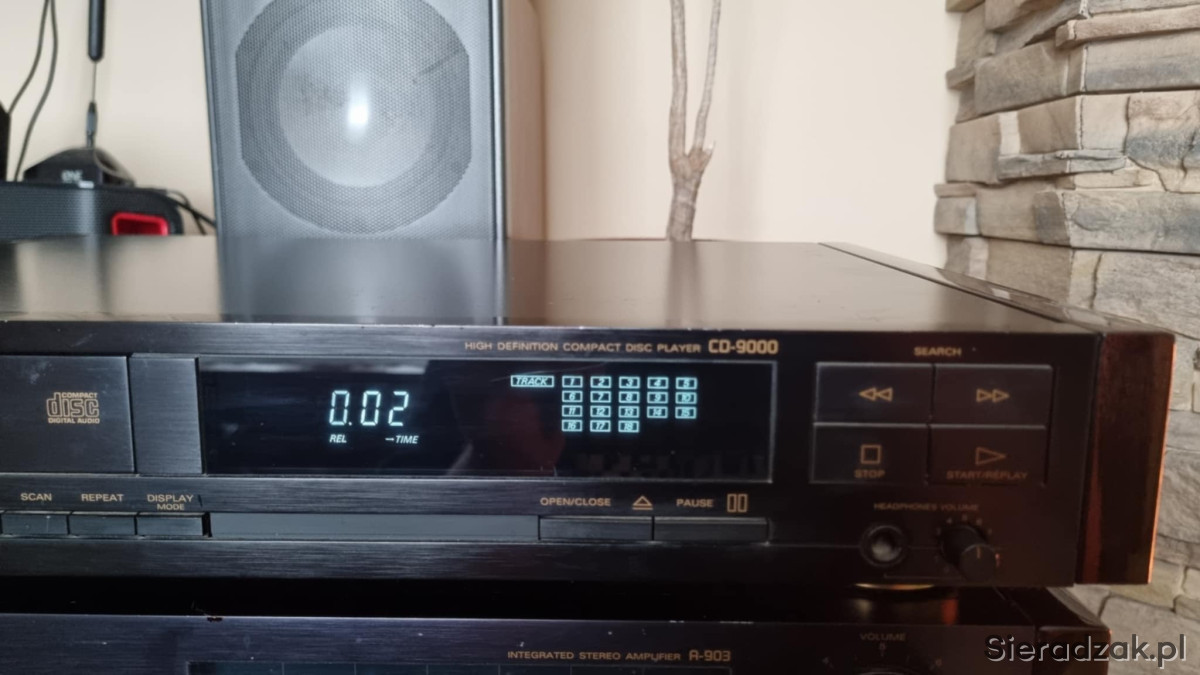 ONE
HIGH DEFINITION COMPACT DISC PLAYER CD-9000
SEARCH
COMPACT
disc
DIGITAL AUDIO
TRACK 1 2 3 4 5
6 7 8 9 10
11 12 13 14 15
16 17 18
0.02
REL →TIME
STOP
START/REPLAY
SCAN REPEAT DISPLAY MODE
OPEN/CLOSE PAUSE
HEADPHONES VOLUME
INTEGRATED STEREO AMPLIFIER A-903
VOLUME
Sieradzak.pl